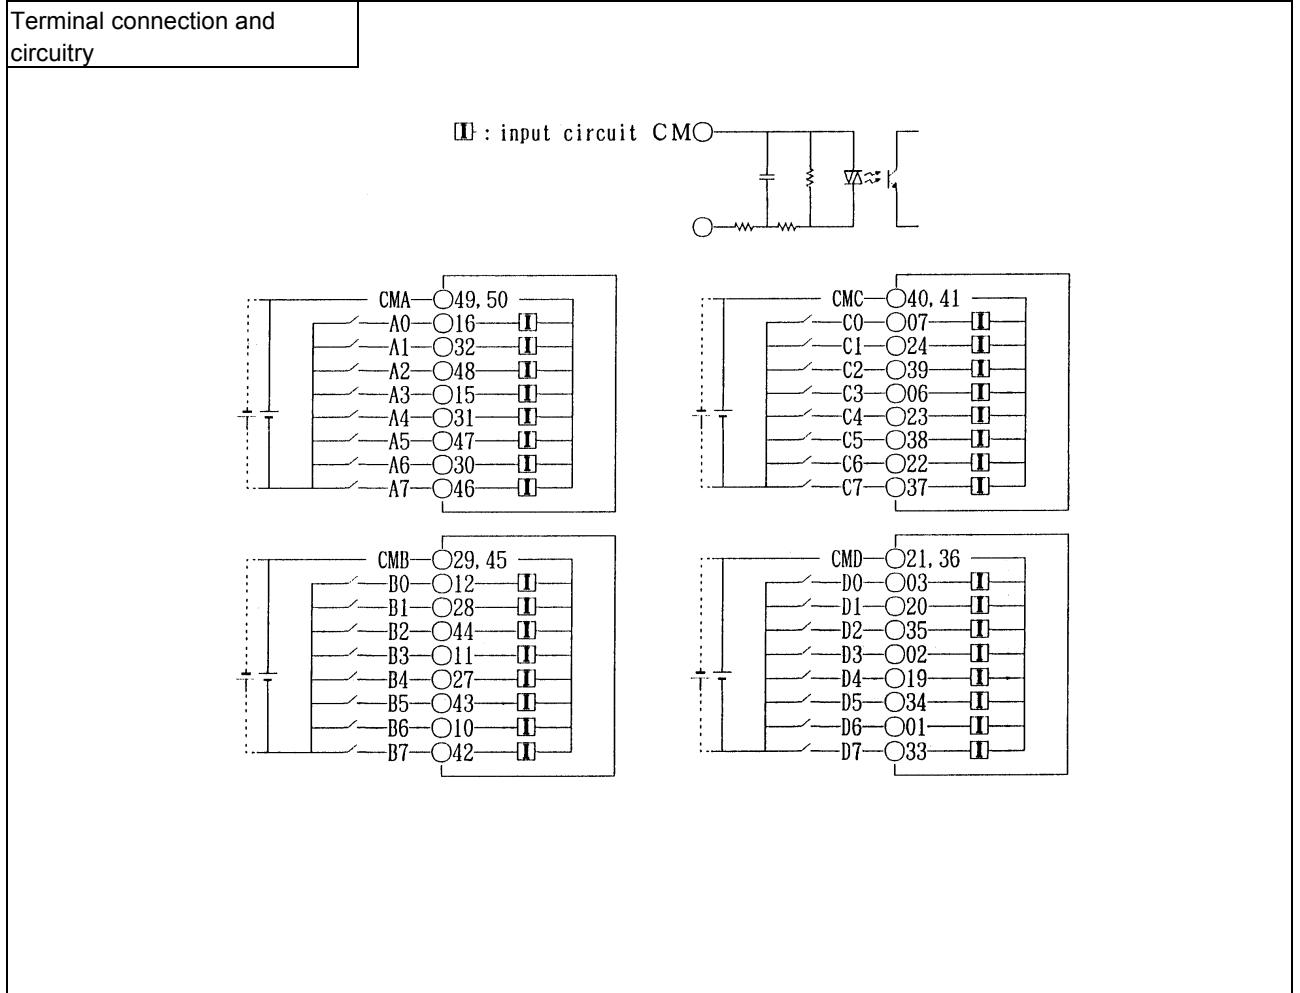 Terminal connection and
circuitry
I : input circuit CM
CMA 49, 50
A0 16 I
A1 32 I
A2 48 I
A3 15 I
A4 31 I
A5 47 I
A6 30 I
A7 46 I
CMC 40, 41
C0 07 I
C1 24 I
C2 39 I
C3 06 I
C4 23 I
C5 38 I
C6 22 I
C7 37 I
CMB 29, 45
B0 12 I
B1 28 I
B2 44 I
B3 11 I
B4 27 I
B5 43 I
B6 10 I
B7 42 I
CMD 21, 36
D0 03 I
D1 20 I
D2 35 I
D3 02 I
D4 19 I
D5 34 I
D6 01 I
D7 33 I